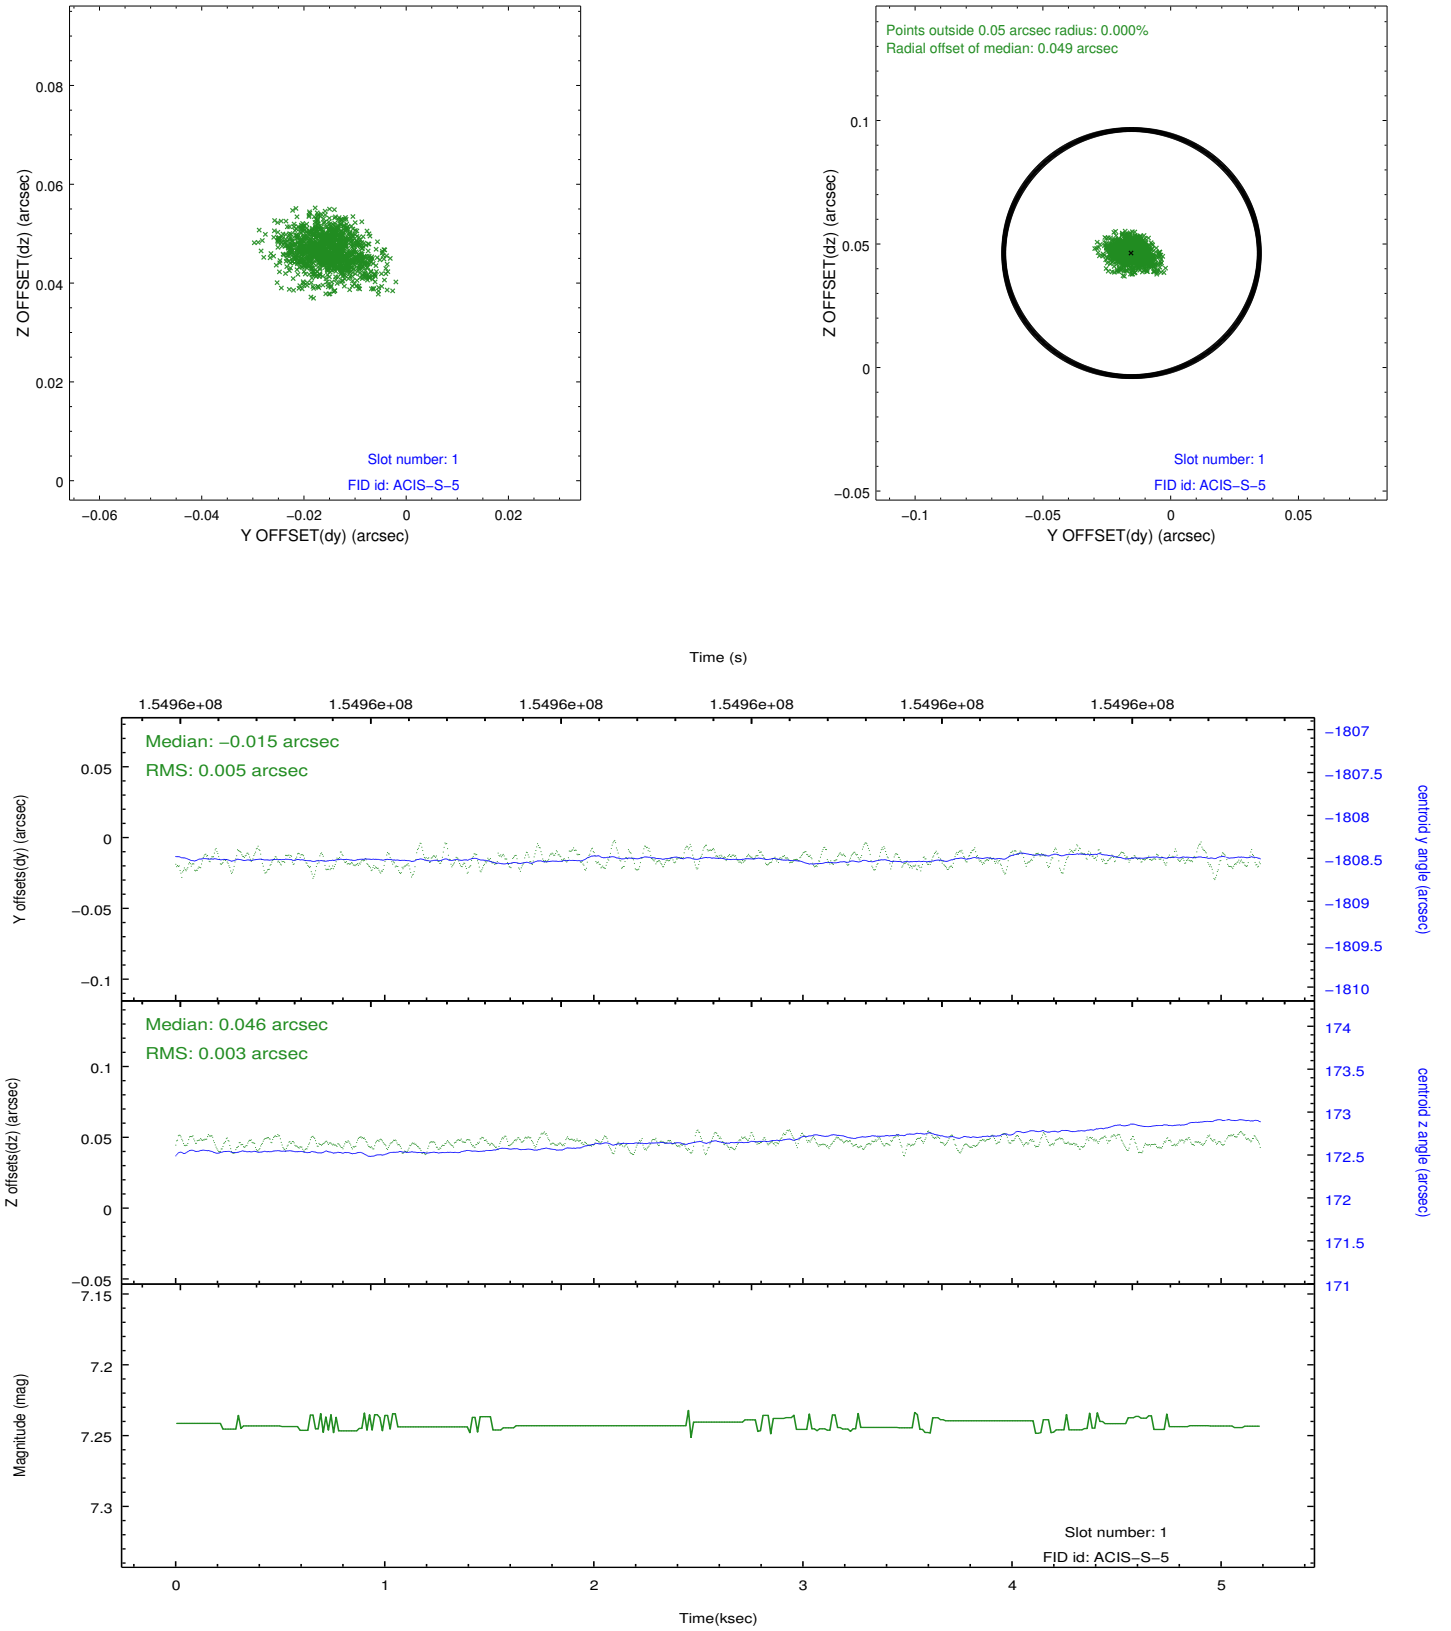 0.08
0.06
0.04
0.02
0
Z OFFSET(dz) (arcsec)
Slot number: 1
FID id: ACIS−S−5
−0.06
−0.04
−0.02
0
0.02
Y OFFSET(dy) (arcsec)
Points outside 0.05 arcsec radius: 0.000%
Radial offset of median: 0.049 arcsec
0.1
0.05
0
−0.05
Z OFFSET(dz) (arcsec)
Slot number: 1
FID id: ACIS−S−5
−0.1
−0.05
0
0.05
Y OFFSET(dy) (arcsec)
Time (s)
1.5496e+08
1.5496e+08
1.5496e+08
1.5496e+08
1.5496e+08
1.5496e+08
Median: −0.015 arcsec
RMS: 0.005 arcsec
0.05
0
−0.05
−0.1
Y offsets(dy) (arcsec)
−1807
−1807.5
−1808
−1808.5
−1809
−1809.5
−1810
centroid y angle (arcsec)
Median: 0.046 arcsec
RMS: 0.003 arcsec
0.1
0.05
0
−0.05
Z offsets(dz) (arcsec)
174
173.5
173
172.5
172
171.5
171
centroid z angle (arcsec)
7.15
7.2
7.25
7.3
Magnitude (mag)
Slot number: 1
FID id: ACIS−S−5
0
1
2
3
4
5
Time(ksec)